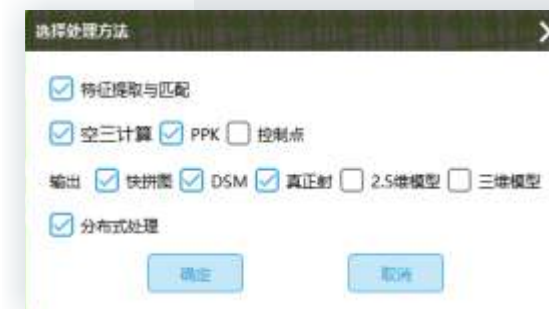 选择处理方法
特征提取与匹配
空三计算 PPK 控制点
输出 快拼图 DSM 真正射 2.5维模型 三维模型
分布式处理
确定 取消